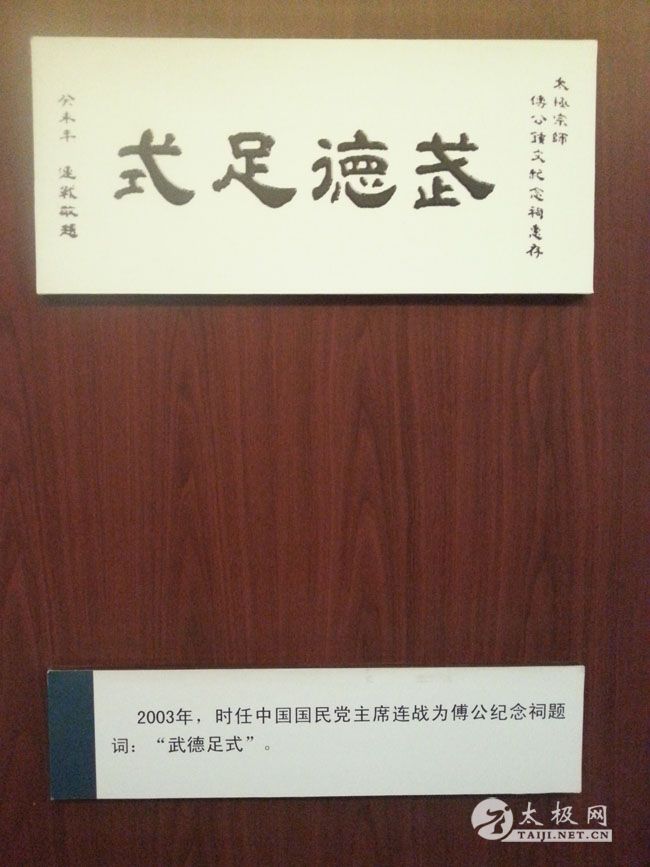 太极宗师
傅公鍾文紀念祠惠存
武德足式
癸未年 連戰敬題
2003年，时任中国国民党主席连战为傅公纪念祠题
词：“武德足式”。
太极网
TAIJI.NET.CN